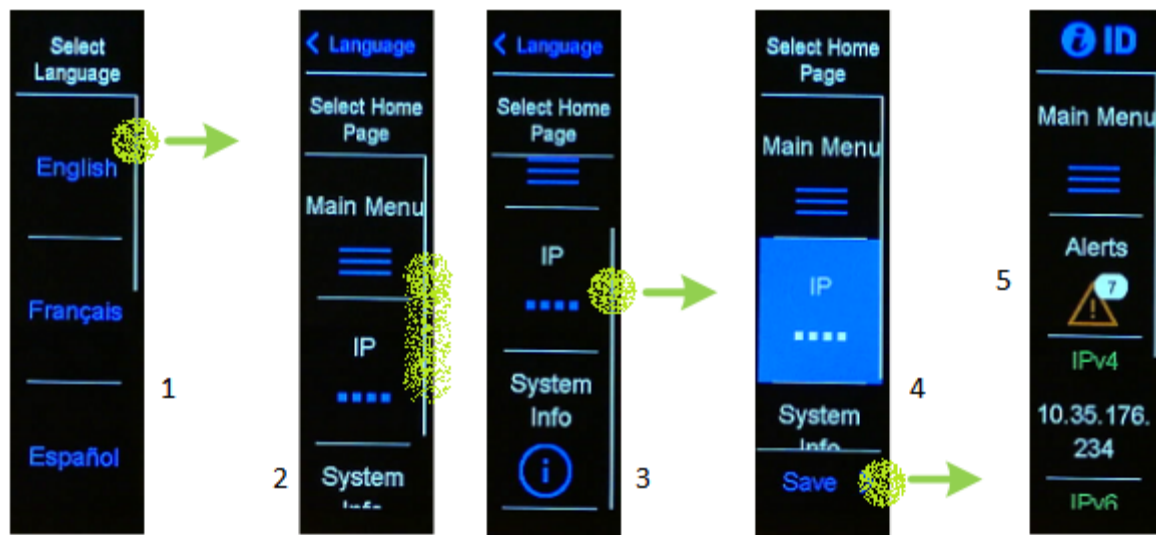 Select
Language
English
Français
Español
1
< Language
Select Home
Page
Main Menu
IP
System
Info
2
< Language
Select Home
Page
IP
System
Info
3
Select Home
Page
Main Menu
IP
System
Info
Save
4
5
ID
Main Menu
Alerts
7
IPv4
10.35.176.
234
IPv6